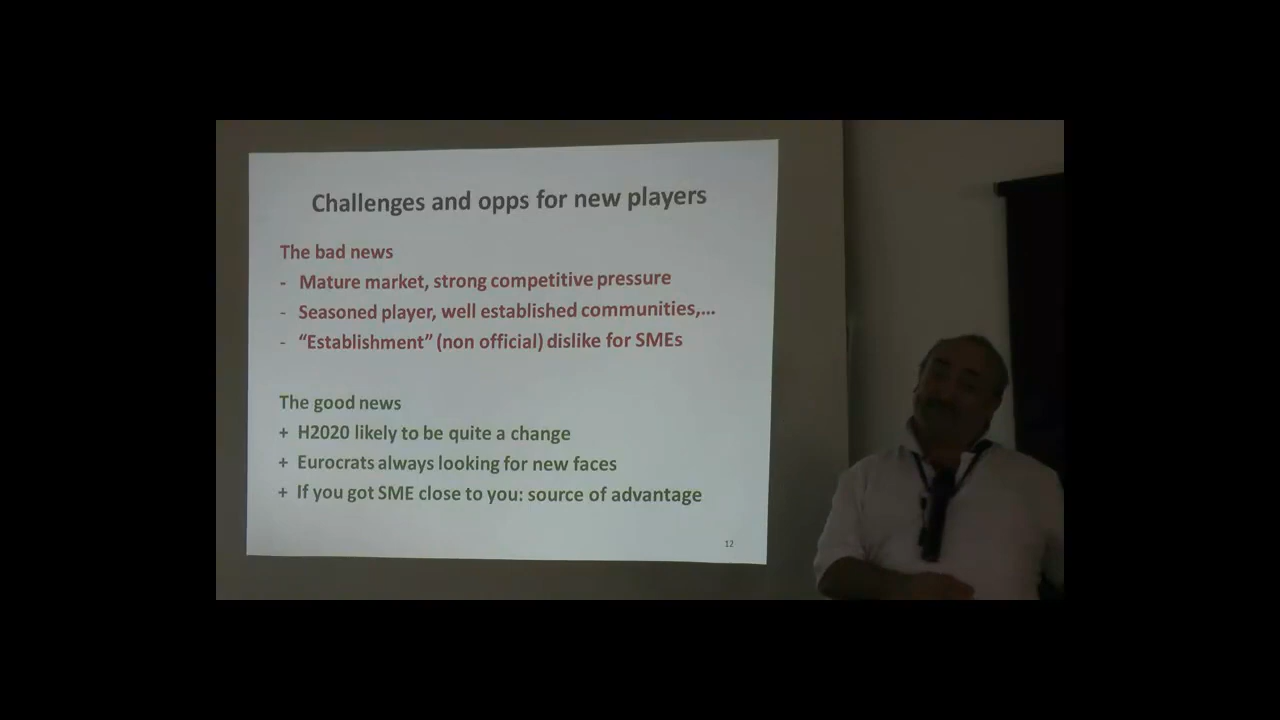 Challenges and opps for new players
The bad news
- Mature market, strong competitive pressure
- Seasoned player, well established communities,...
- “Establishment” (non official) dislike for SMEs
The good news
+ H2020 likely to be quite a change
+ Eurocrats always looking for new faces
+ If you got SME close to you: source of advantage
12